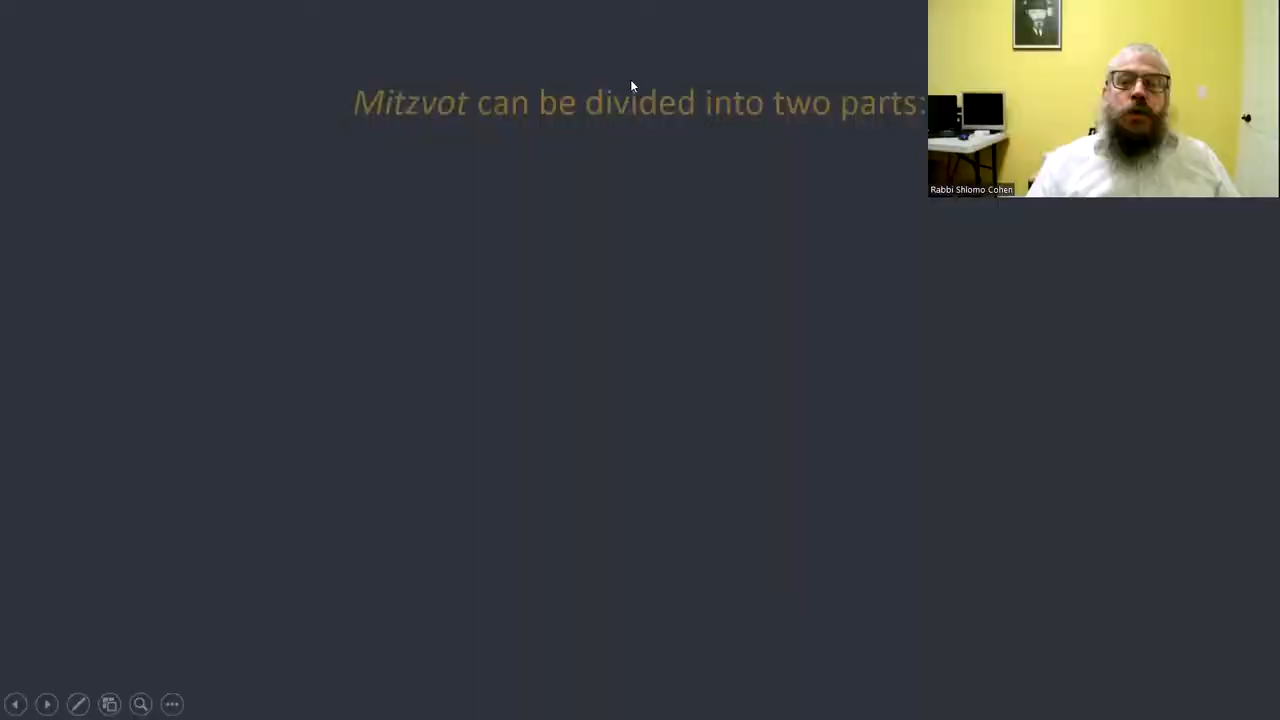 Mitzvot can be divided into two parts:
Rabbi Shlomo Cohen